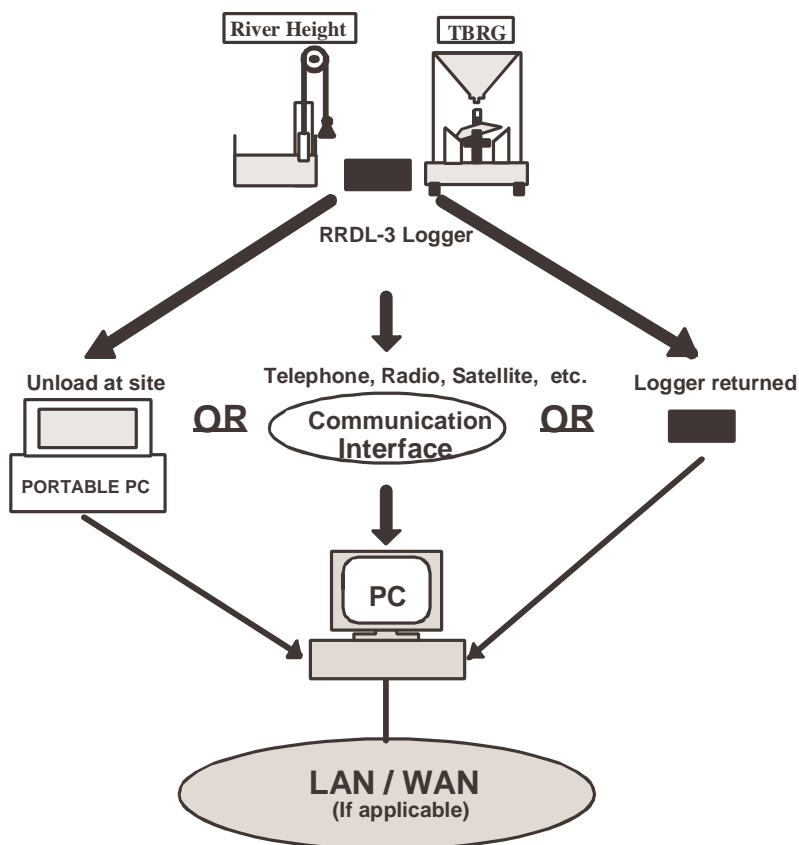 River Height
TBRG
RRDL-3 Logger
Unload at site
Telephone, Radio, Satellite, etc.
Logger returned
OR
Communication
Interface
OR
PORTABLE PC
PC
LAN / WAN
(If applicable)